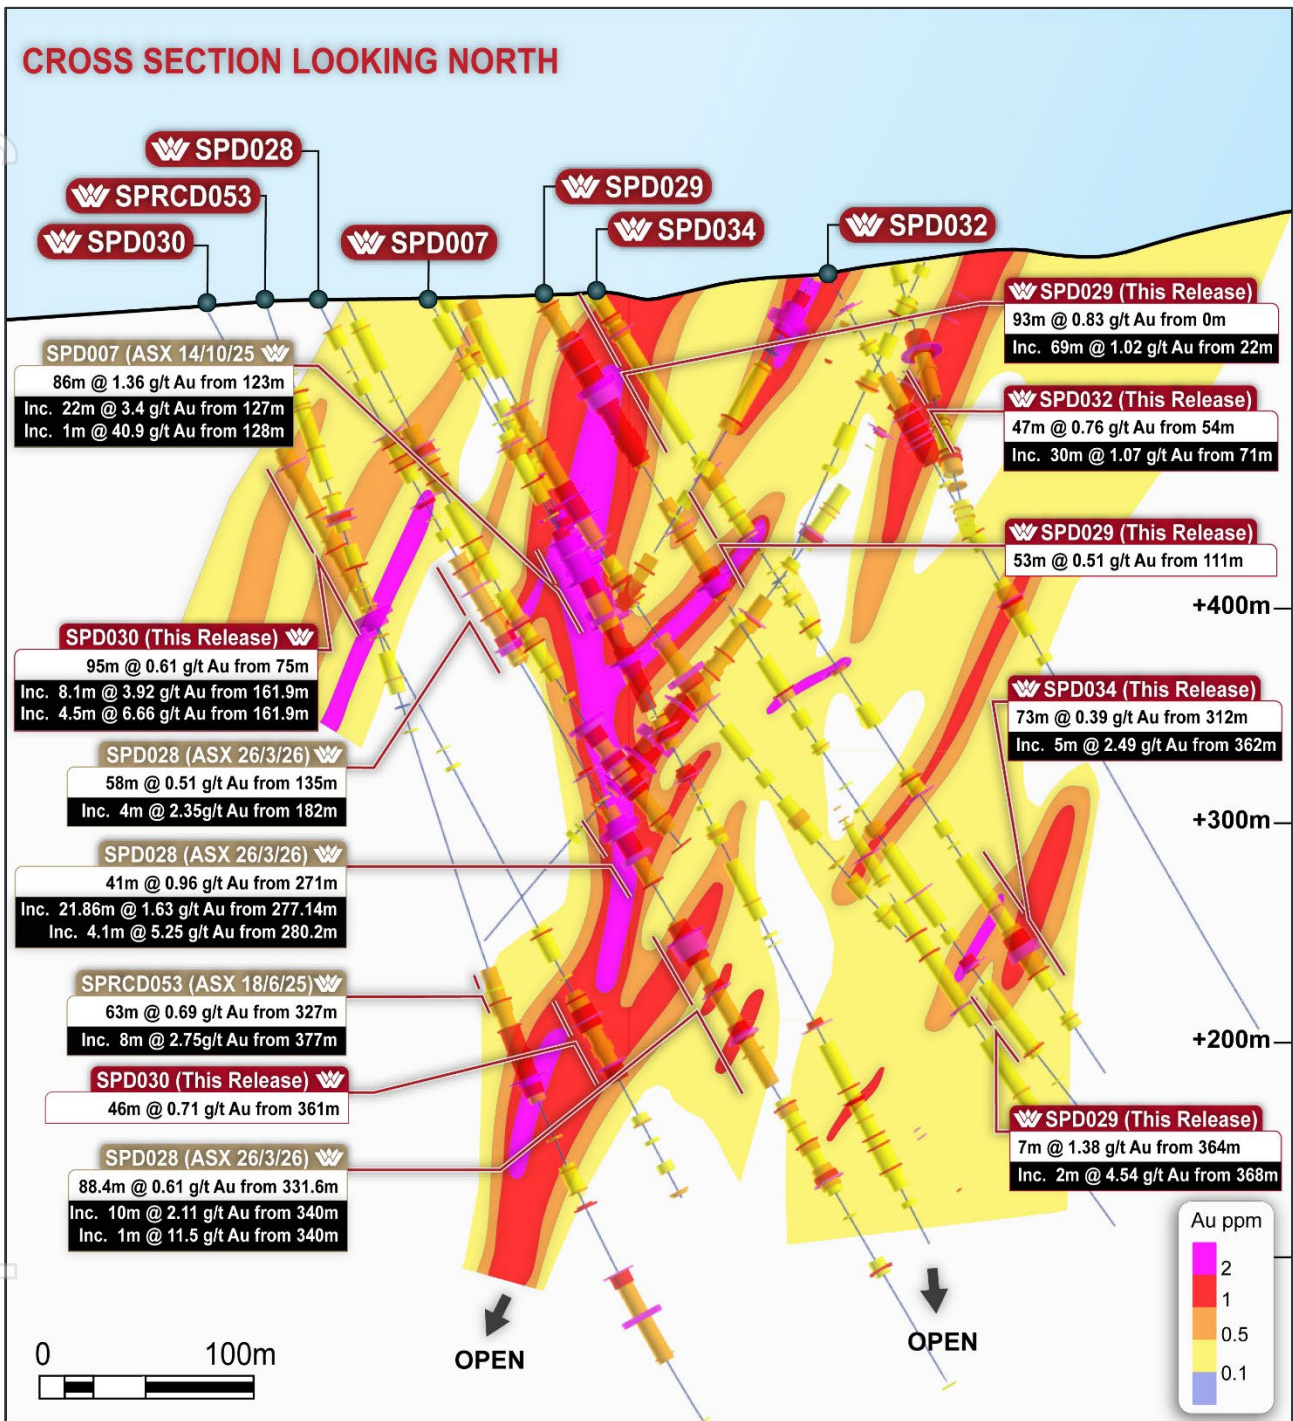 CROSS SECTION LOOKING NORTH
SPD028
SPRCD053
SPD030
SPD007
SPD029
SPD034
SPD032
SPD007 (ASX 14/10/25
86m @ 1.36 g/t Au from 123m
Inc. 22m @ 3.4 g/t Au from 127m
Inc. 1m @ 40.9 g/t Au from 128m
SPD030 (This Release)
95m @ 0.61 g/t Au from 75m
Inc. 8.1m @ 3.92 g/t Au from 161.9m
Inc. 4.5m @ 6.66 g/t Au from 161.9m
SPD028 (ASX 26/3/26)
58m @ 0.51 g/t Au from 135m
Inc. 4m @ 2.35g/t Au from 182m
SPD028 (ASX 26/3/26)
41m @ 0.96 g/t Au from 271m
Inc. 21.86m @ 1.63 g/t Au from 277.14m
Inc. 4.1m @ 5.25 g/t Au from 280.2m
SPRCD053 (ASX 18/6/25)
63m @ 0.69 g/t Au from 327m
Inc. 8m @ 2.75g/t Au from 377m
SPD030 (This Release)
46m @ 0.71 g/t Au from 361m
SPD028 (ASX 26/3/26)
88.4m @ 0.61 g/t Au from 331.6m
Inc. 10m @ 2.11 g/t Au from 340m
Inc. 1m @ 11.5 g/t Au from 340m
SPD029 (This Release)
93m @ 0.83 g/t Au from 0m
Inc. 69m @ 1.02 g/t Au from 22m
SPD032 (This Release)
47m @ 0.76 g/t Au from 54m
Inc. 30m @ 1.07 g/t Au from 71m
SPD029 (This Release)
53m @ 0.51 g/t Au from 111m
+400m
SPD034 (This Release)
73m @ 0.39 g/t Au from 312m
Inc. 5m @ 2.49 g/t Au from 362m
+300m
+200m
SPD029 (This Release)
7m @ 1.38 g/t Au from 364m
Inc. 2m @ 4.54 g/t Au from 368m
Au ppm
2
1
0.5
0.1
OPEN
OPEN
0 100m